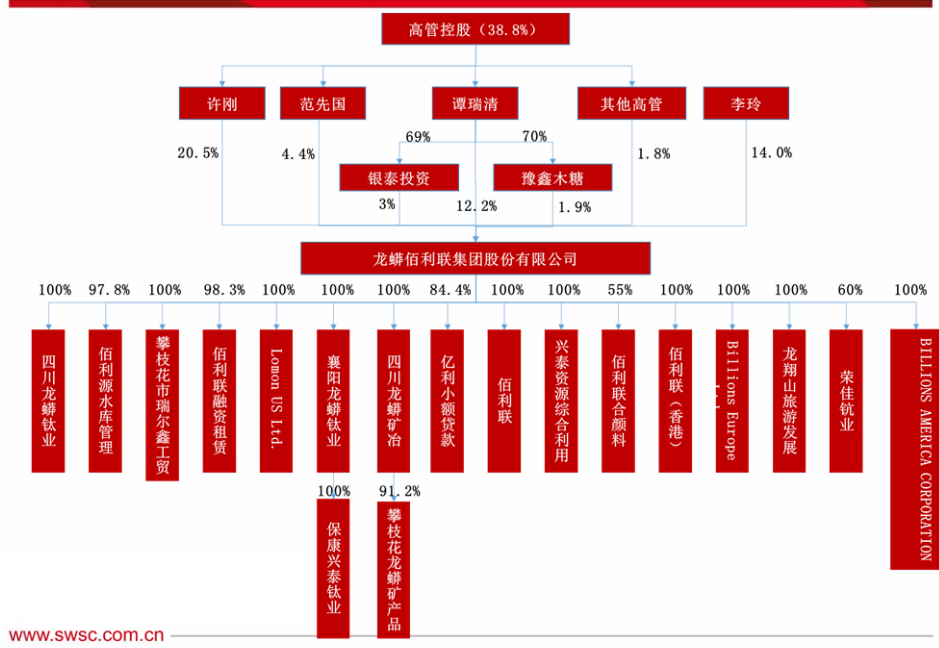 高管控股（38.8%）
许刚
范先国
谭瑞清
其他高管
李玲
69%
70%
20.5%
4.4%
1.8%
14.0%
银泰投资
豫鑫木糖
3%
12.2%
1.9%
龙蟒佰利联集团股份有限公司
100%
97.8%
100%
98.3%
100%
100%
100%
84.4%
100%
100%
55%
100%
100%
100%
60%
100%
四川龙蟒钛业
佰利源水库管理
攀枝花市瑞尔鑫工贸
佰利联融资租赁
Lomon US Ltd.
襄阳龙蟒钛业
四川龙蟒矿冶
亿利小额贷款
佰利联
兴泰资源综合利用
佰利联合颜料
佰利联（香港）
Billions Europe
龙翔山旅游发展
荣佳钪业
BILLIONS AMERICA CORPORATION
100%
91.2%
保康兴泰钛业
攀枝花龙蟒矿产品
www.swsc.com.cn